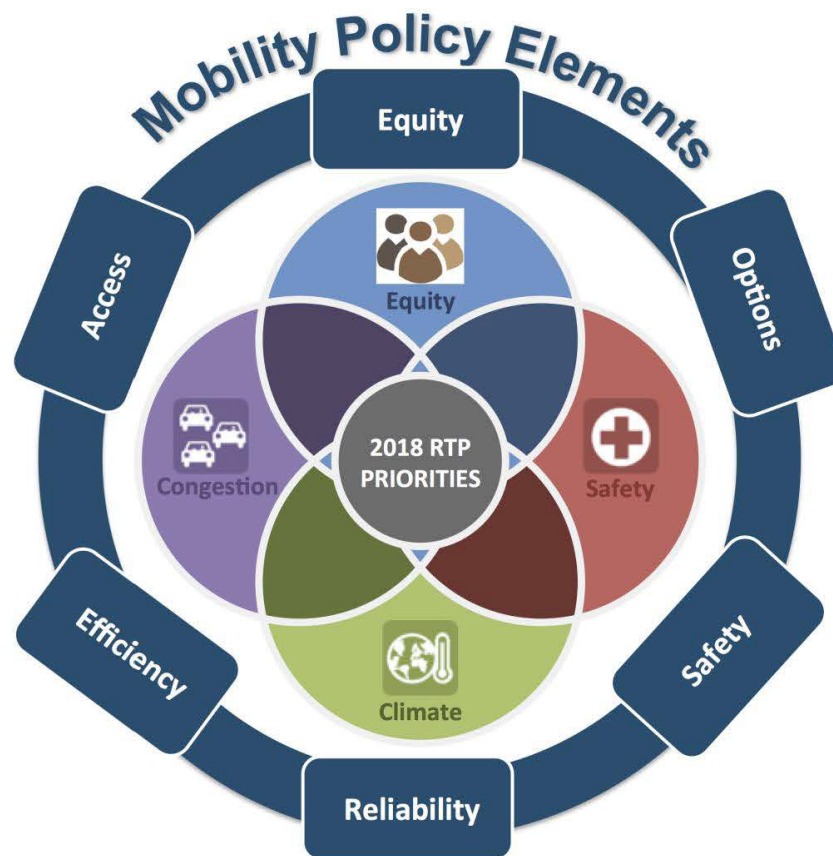 Mobility Policy Elements
Equity
Access
Options
Equity
2018 RTP
PRIORITIES
Congestion
Safety
Climate
Efficiency
Safety
Reliability